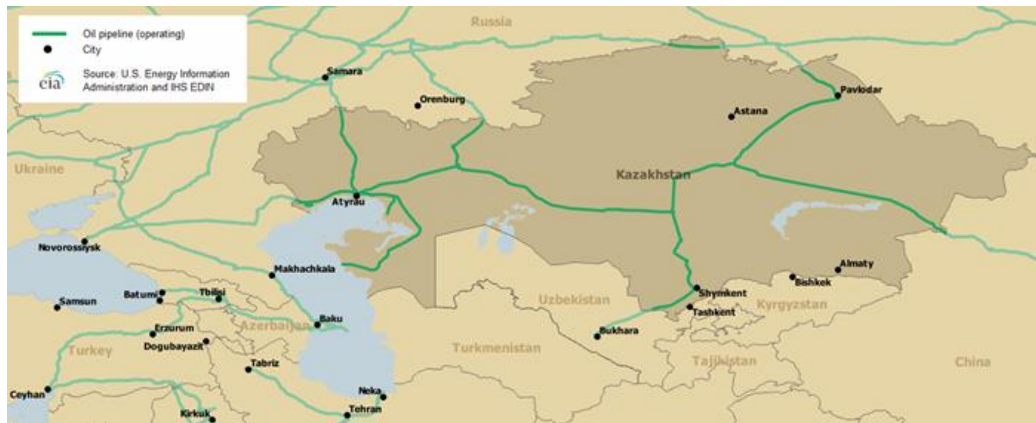 Oil pipeline (operating)
City
eia
Source: U.S. Energy Information
Administration and IHS EDIN
Russia
Samara
Orenburg
Pavlodar
Astana
Ukraine
Kazakhstan
Atyrau
Novorossiysk
Makhachkala
Almaty
Bishkek
Batumi
Tbilisi
Shymkent
Samsun
Uzbekistan
Kyrgyzstan
Tashkent
Baku
Azerbaijan
Erzurum
Bukhara
Dogubayazit
Turkey
Turkmenistan
Tajikistan
China
Tabriz
Ceyhan
Neka
Kirkuk
Tehran